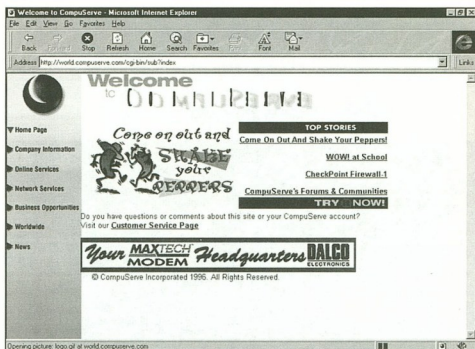 Welcome to CompuServe - Microsoft Internet Explorer
File Edit View Go Favorites Help
Back Forward Stop Refresh Home Search Favorites Print Font Mail
Address http://world.compuserve.com/cgi-bin/sub?index
Links
Welcome
to
Home Page
Company Information
Online Services
Network Services
Business Opportunities
Worldwide
News
Come on out and
SHAKE
your
PEPPERS
TOP STORIES
Come On Out And Shake Your Peppers!
WOW! at School
CheckPoint Firewall-1
CompuServe's Forums & Communities
TRY NOW!
Do you have questions or comments about this site or your CompuServe account?
Visit our Customer Service Page
Your MAXTECH MODEM Headquarters DALCO ELECTRONICS
© CompuServe Incorporated 1996. All Rights Reserved.
Opening picture: logo.gif at world.compuserve.com